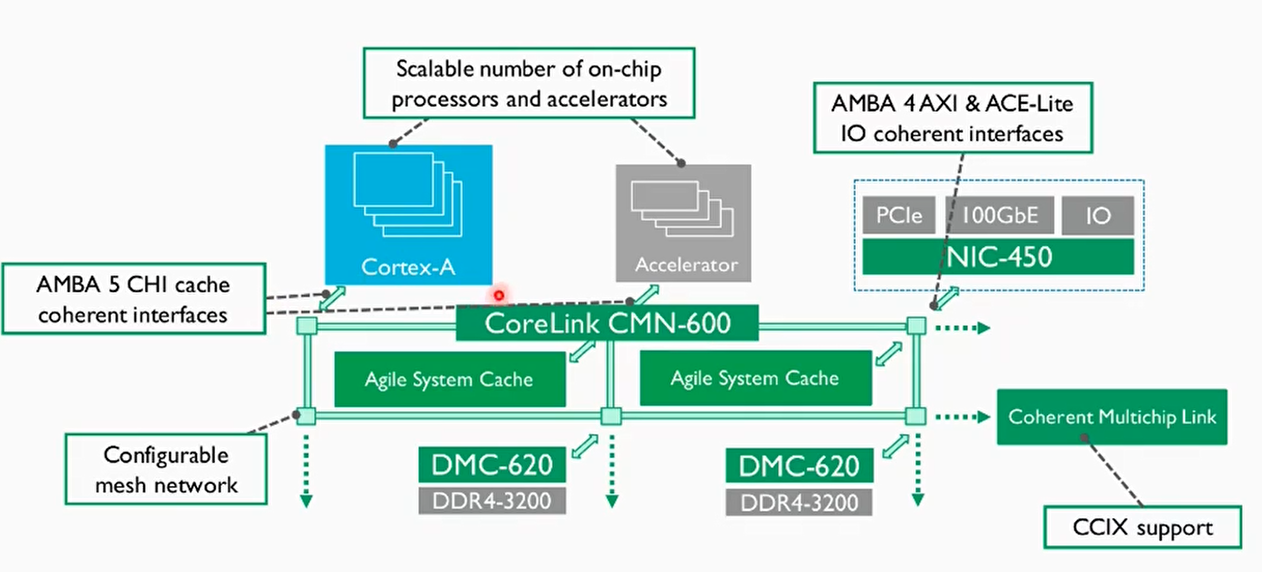 Scalable number of on-chip
processors and accelerators
AMBA 4 AXI & ACE-Lite
IO coherent interfaces
PCIe
100GbE
IO
NIC-450
Cortex-A
Accelerator
AMBA 5 CHI cache
coherent interfaces
CoreLink CMN-600
Agile System Cache
Agile System Cache
Coherent Multichip Link
Configurable
mesh network
DMC-620
DDR4-3200
DMC-620
DDR4-3200
CCIX support